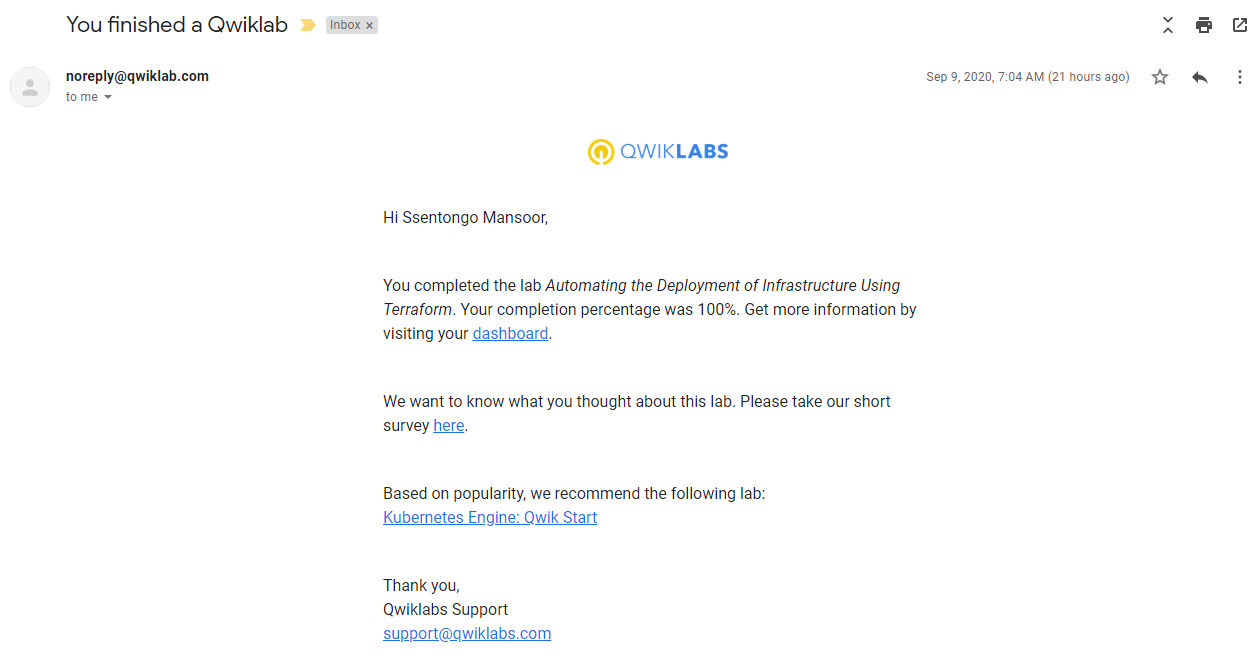 You finished a Qwiklab
Inbox ×
noreply@qwiklab.com
Sep 9, 2020, 7:04 AM (21 hours ago)
to me
QWIKLABS
Hi Ssentongo Mansoor,
You completed the lab Automating the Deployment of Infrastructure Using
Terraform. Your completion percentage was 100%. Get more information by
visiting your dashboard.
We want to know what you thought about this lab. Please take our short
survey here.
Based on popularity, we recommend the following lab:
Kubernetes Engine: Qwik Start
Thank you,
Qwiklabs Support
support@qwiklabs.com